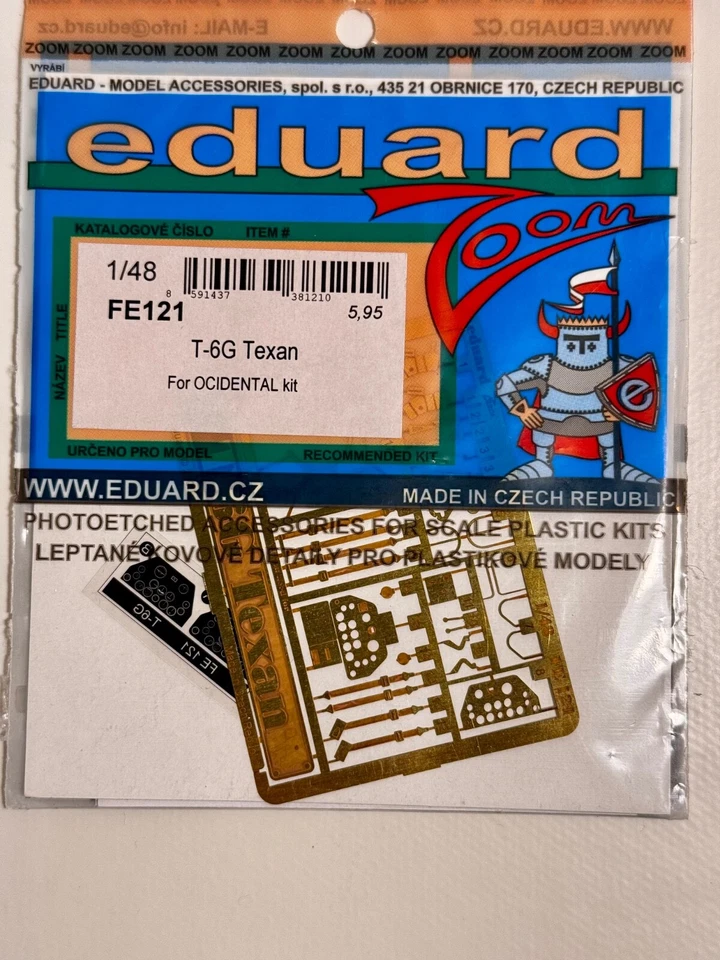 WWW.EDUARD.CZ E-MAIL: info@eduard.cz
ZOOM ZOOM ZOOM ZOOM ZOOM ZOOM ZOOM ZOOM ZOOM ZOOM ZOOM ZOOM ZOOM
VYRÁBÍ
EDUARD - MODEL ACCESSORIES, spol. s r.o., 435 21 OBRNICE 170, CZECH REPUBLIC
eduard
Zoom
KATALOGOVÉ ČÍSLO ITEM #
NÁZEV TITLE
1/48
8 591437 381210
FE121 5,95
T-6G Texan
For OCIDENTAL kit
e
URČENO PRO MODEL RECOMMENDED KIT
WWW.EDUARD.CZ MADE IN CZECH REPUBLIC
PHOTOETCHED ACCESSORIES FOR SCALE PLASTIC KITS
LEPTANÉ KOVOVÉ DETAILY PRO PLASTIKOVÉ MODELY
T-6G
FE 121
Texan